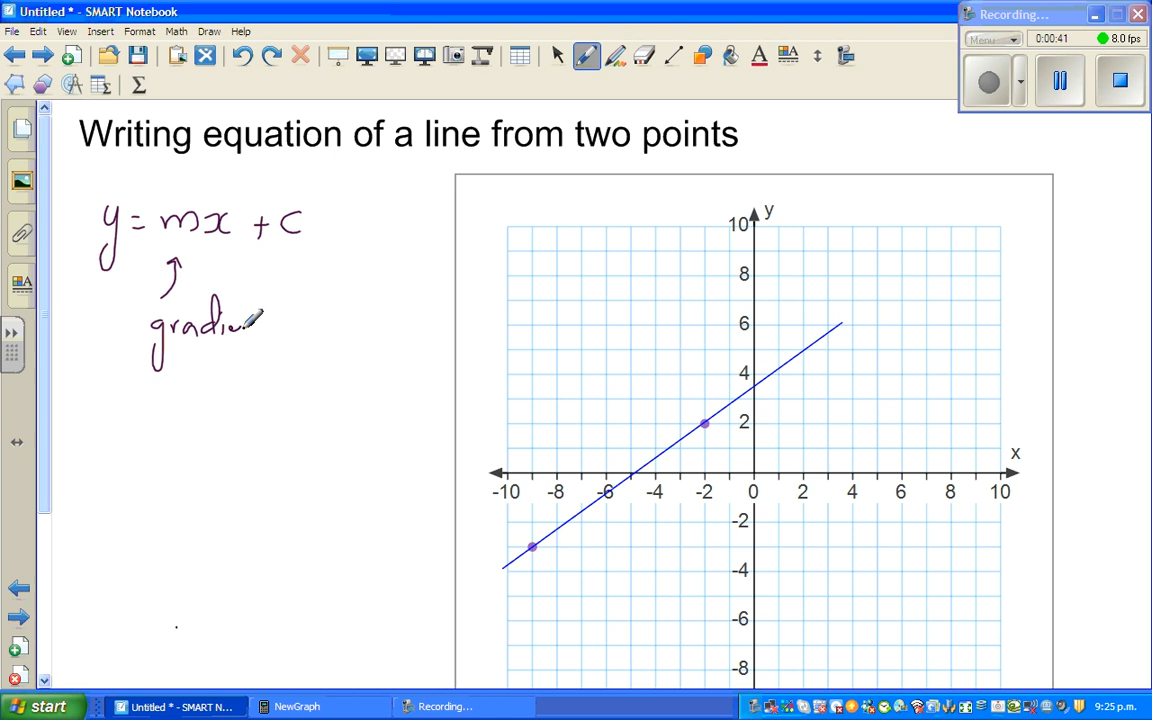 Untitled * - SMART Notebook
File Edit View Insert Format Math Draw Help
Recording...
Menu 0:00:41 8.0 fps
Writing equation of a line from two points
y = mx + c
gradie
y
10
8
6
4
2
x
-10 -8 -6 -4 -2 0 2 4 6 8 10
-2
-4
-6
-8
start Untitled * - SMART N... NewGraph Recording... 9:25 p.m.